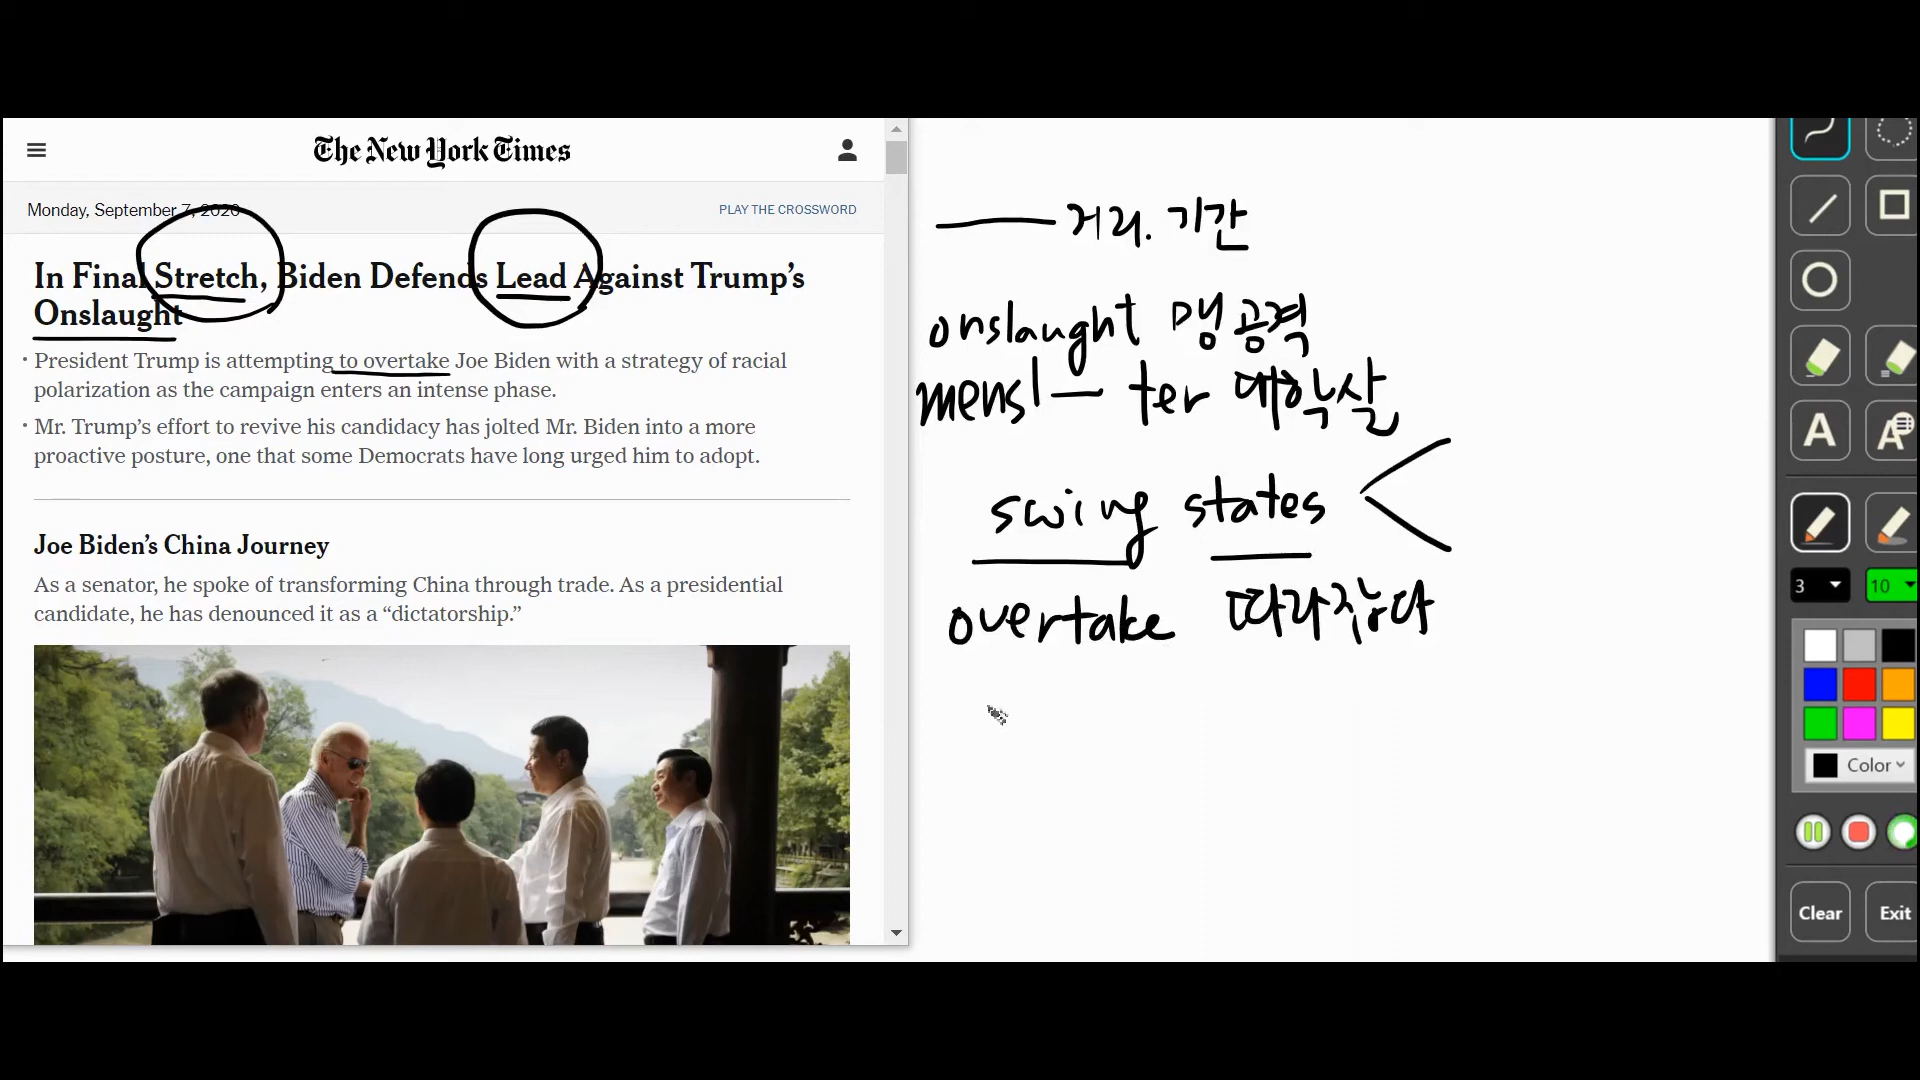 The New York Times
Monday, September 7, 2020
PLAY THE CROSSWORD
In Final Stretch, Biden Defends Lead Against Trump's
Onslaught
• President Trump is attempting to overtake Joe Biden with a strategy of racial
polarization as the campaign enters an intense phase.
• Mr. Trump's effort to revive his candidacy has jolted Mr. Biden into a more
proactive posture, one that some Democrats have long urged him to adopt.
Joe Biden's China Journey
As a senator, he spoke of transforming China through trade. As a presidential
candidate, he has denounced it as a “dictatorship.”
거리. 기간
onslaught 맹공격
mensl — ter 대학살
swing states
overtake 따라잡다
A
A
3
10
Color
Clear
Exit